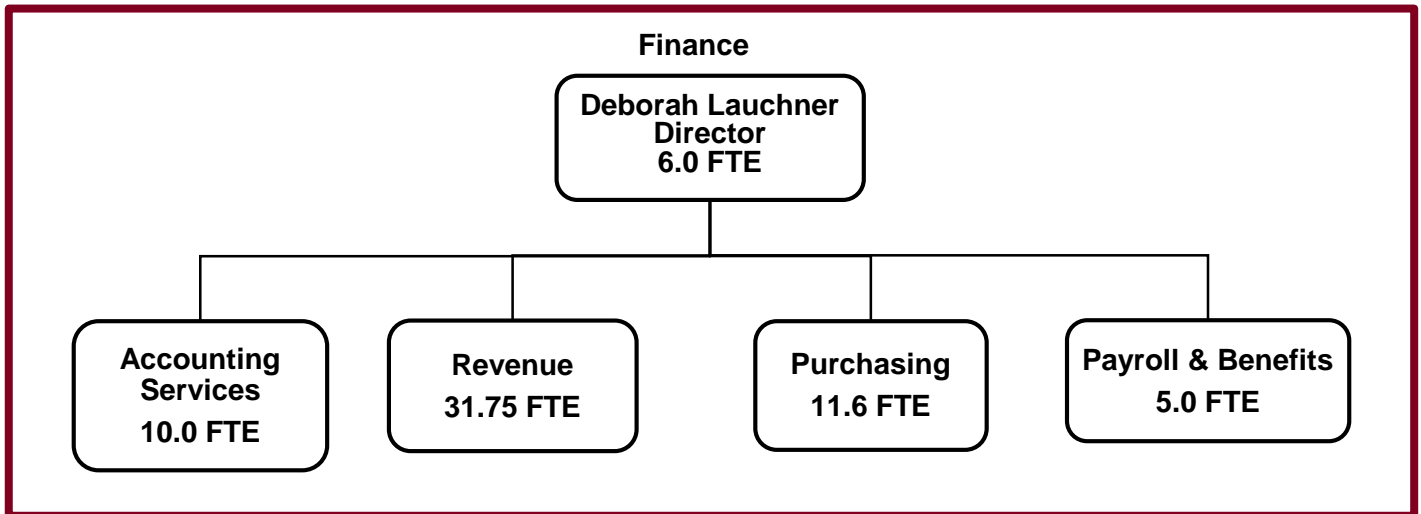 Finance
Deborah Lauchner
Director
6.0 FTE
Accounting
Services
10.0 FTE
Revenue
31.75 FTE
Purchasing
11.6 FTE
Payroll & Benefits
5.0 FTE